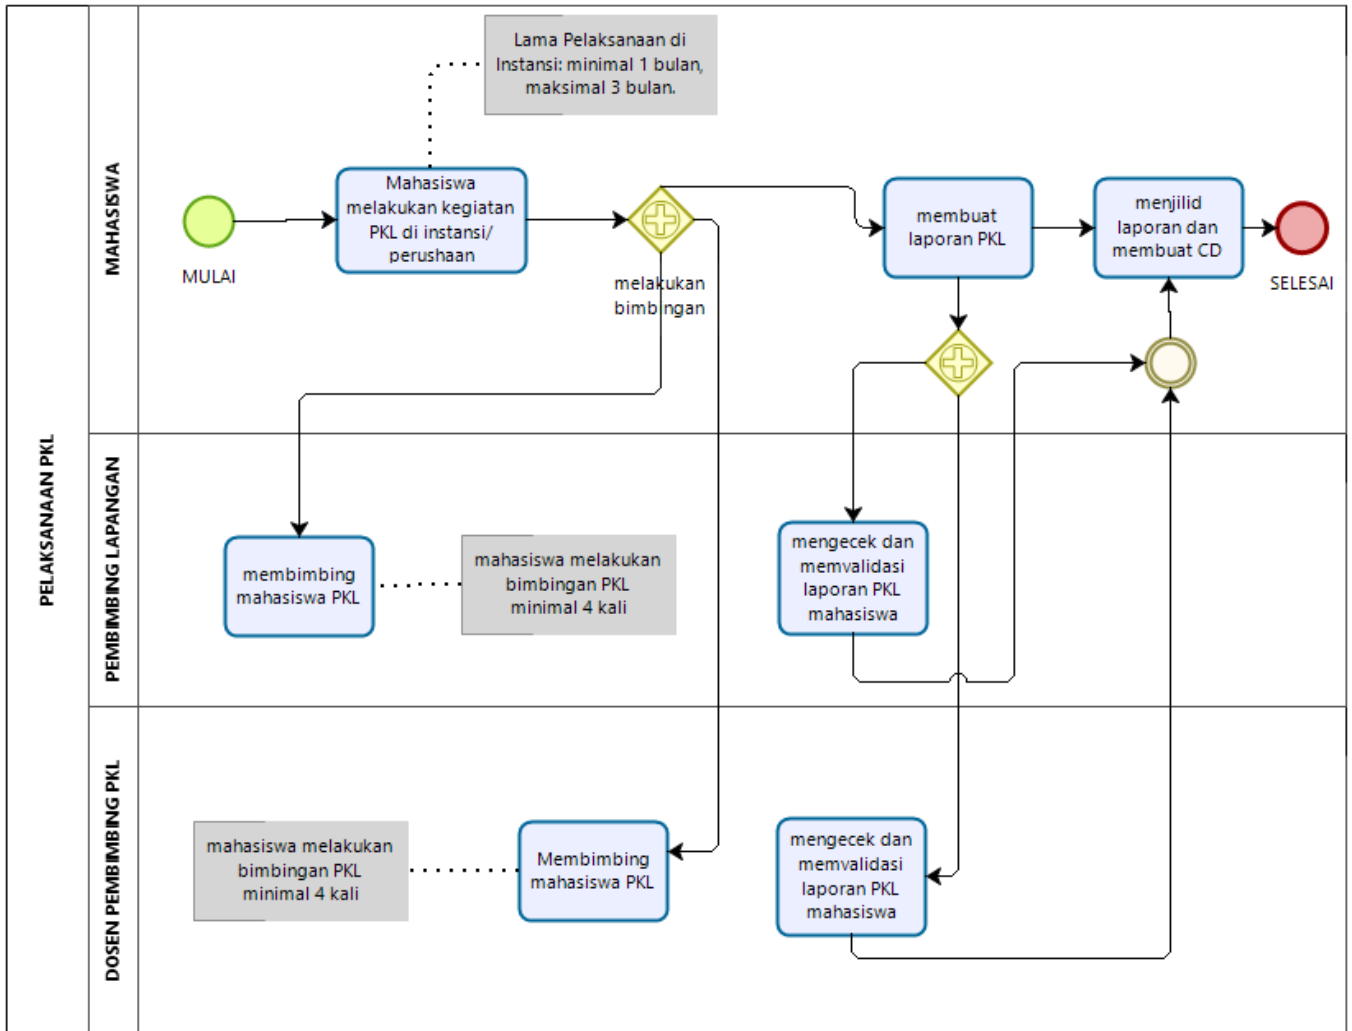 PELAKSANAAN PKL
MAHASISWA
Lama Pelaksanaan di
Instansi: minimal 1 bulan,
maksimal 3 bulan.
MULAI
Mahasiswa
melakukan kegiatan
PKL di instansi/
perushaan
melakukan
bimbingan
membuat
laporan PKL
menjilid
laporan dan
membuat CD
SELESAI
PEMBIMBING LAPANGAN
membimbing
mahasiswa PKL
mahasiswa melakukan
bimbingan PKL
minimal 4 kali
mengecek dan
memvalidasi
laporan PKL
mahasiswa
DOSEN PEMBIMBING PKL
mahasiswa melakukan
bimbingan PKL
minimal 4 kali
Membimbing
mahasiswa PKL
mengecek dan
memvalidasi
laporan PKL
mahasiswa